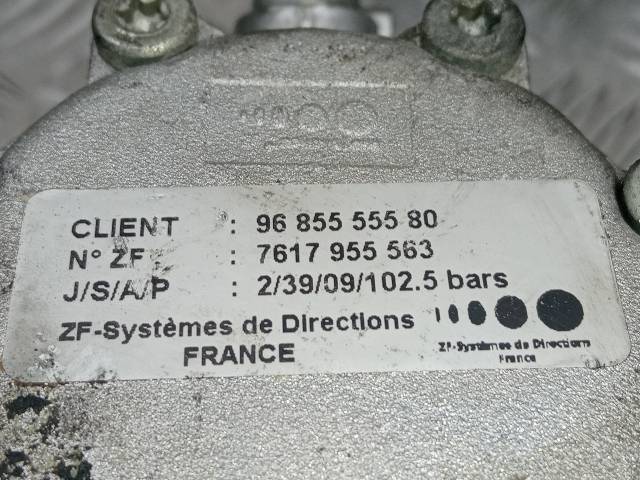 CLIENT : 96 855 555 80
N° ZF : 7617 955 563
J/S/A/P : 2/39/09/102.5 bars
ZF-Systèmes de Directions
FRANCE
ZF-Systèmes de Directions
France